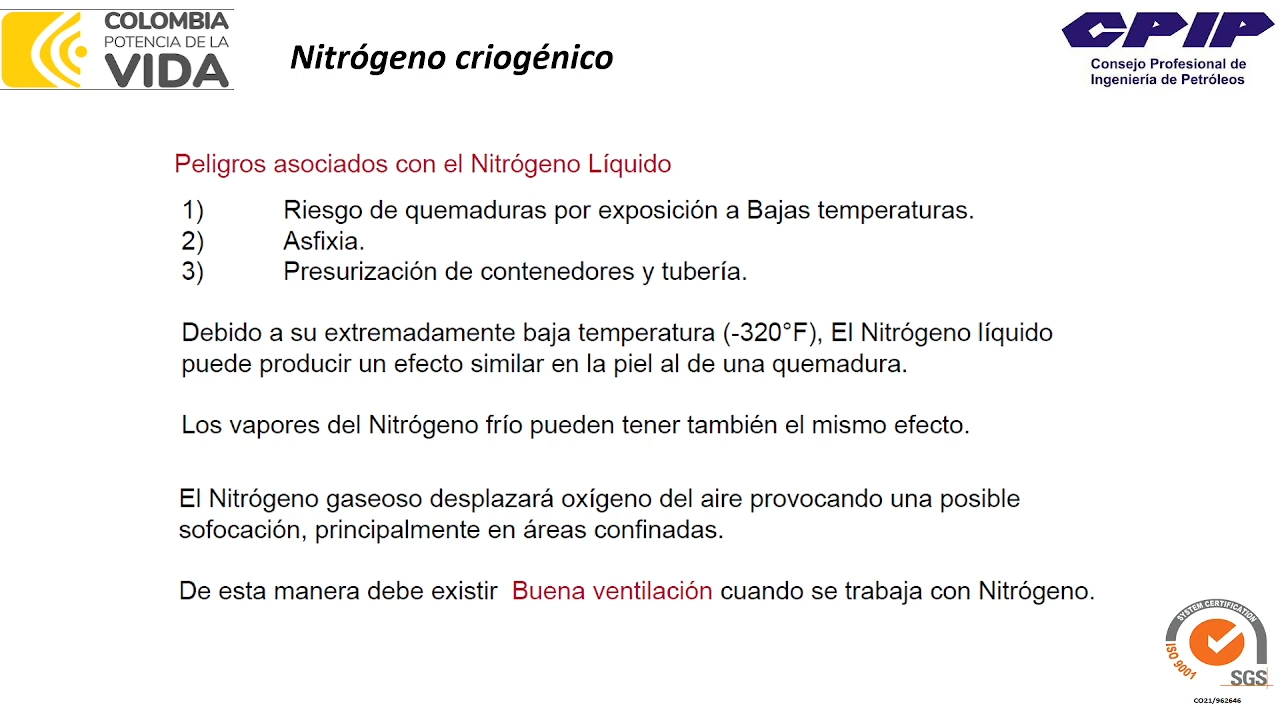 COLOMBIA
POTENCIA DE LA
VIDA
Nitrógeno criogénico
CPIP
Consejo Profesional de
Ingeniería de Petróleos
Peligros asociados con el Nitrógeno Líquido
1) Riesgo de quemaduras por exposición a Bajas temperaturas.
2) Asfixia.
3) Presurización de contenedores y tubería.
Debido a su extremadamente baja temperatura (-320°F), El Nitrógeno líquido
puede producir un efecto similar en la piel al de una quemadura.
Los vapores del Nitrógeno frío pueden tener también el mismo efecto.
El Nitrógeno gaseoso desplazará oxígeno del aire provocando una posible
sofocación, principalmente en áreas confinadas.
De esta manera debe existir Buena ventilación cuando se trabaja con Nitrógeno.
SYSTEM CERTIFICATION
ISO 9001
SGS
CO21/962646